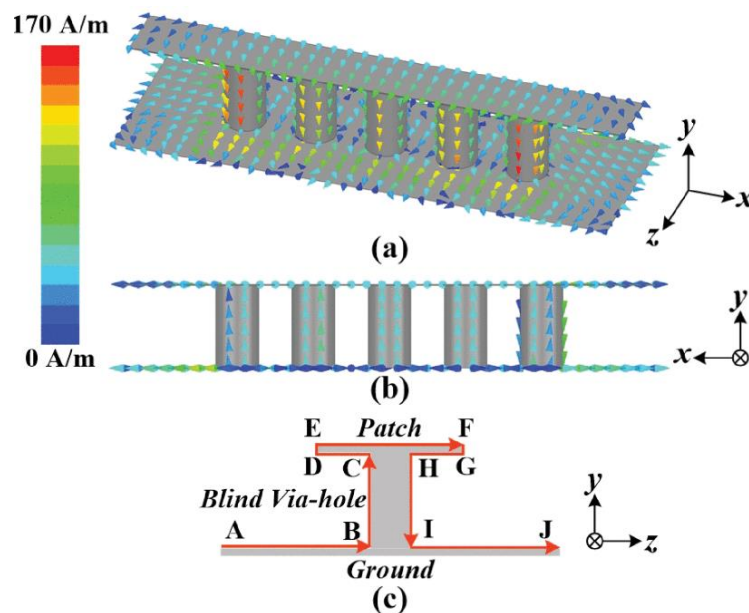 170 A/m
0 A/m
y
x
z
(a)
y
x
(b)
E Patch F
D C H G
Blind Via-hole
A B I J
Ground
y
z
(c)